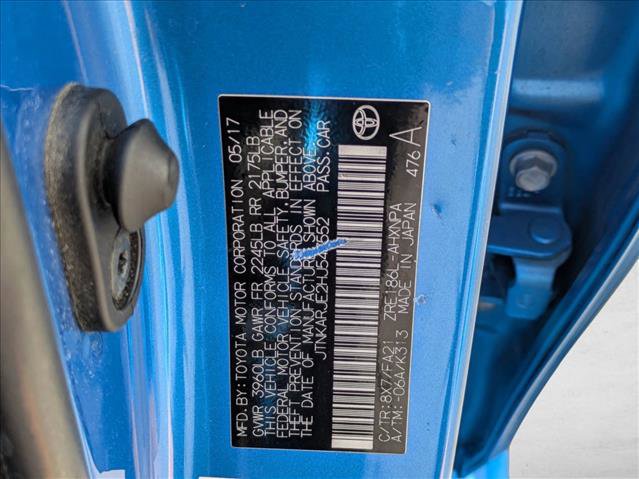 MFD. BY: TOYOTA MOTOR CORPORATION 05/17
GVWR 3960LB GAWR FR 2245LB RR 2175LB
THIS VEHICLE CONFORMS TO ALL APPLICABLE
FEDERAL MOTOR VEHICLE SAFETY, BUMPER, AND
THEFT PREVENTION STANDARDS IN EFFECT ON
THE DATE OF MANUFACTURE SHOWN ABOVE.
PASS. CAR
C/TR: 8X7/FA21 ZRE186L-AHXNPA
A/TM: -06A/K313 MADE IN JAPAN
476 A